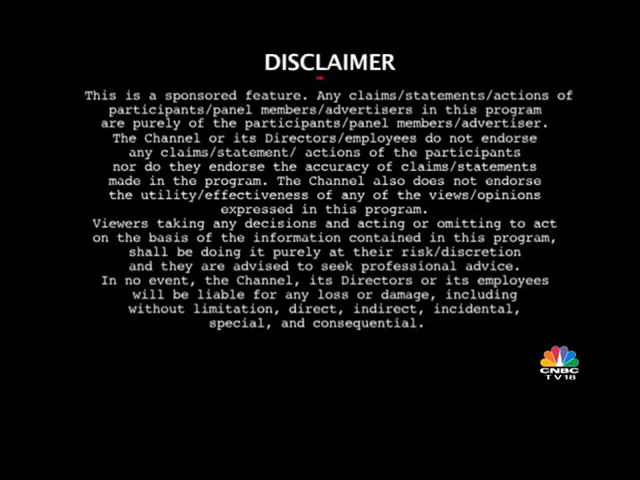 DISCLAIMER
This is a sponsored feature. Any claims/statements/actions of
participants/panel members/advertisers in this program
are purely of the participants/panel members/advertiser.
The Channel or its Directors/employees do not endorse
any claims/statement/ actions of the participants
nor do they endorse the accuracy of claims/statements
made in the program. The Channel also does not endorse
the utility/effectiveness of any of the views/opinions
expressed in this program.
Viewers taking any decisions and acting or omitting to act
on the basis of the information contained in this program,
shall be doing it purely at their risk/discretion
and they are advised to seek professional advice.
In no event, the Channel, its Directors or its employees
will be liable for any loss or damage, including
without limitation, direct, indirect, incidental,
special, and consequential.
CNBC
TV18